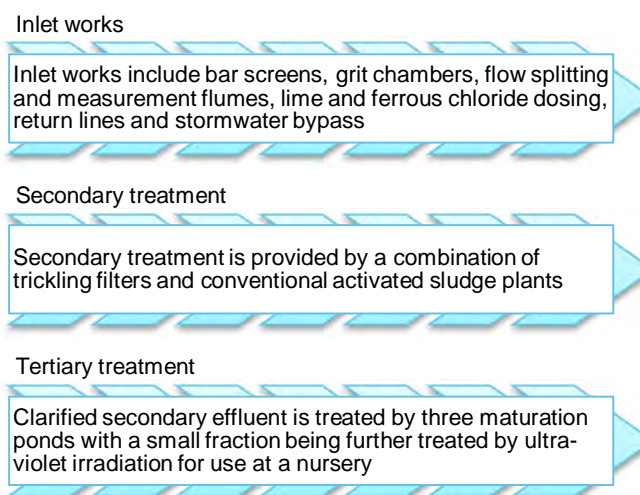 Inlet works
Inlet works include bar screens, grit chambers, flow splitting
and measurement flumes, lime and ferrous chloride dosing,
return lines and stormwater bypass
Secondary treatment
Secondary treatment is provided by a combination of
trickling filters and conventional activated sludge plants
Tertiary treatment
Clarified secondary effluent is treated by three maturation
ponds with a small fraction being further treated by ultra-
violet irradiation for use at a nursery